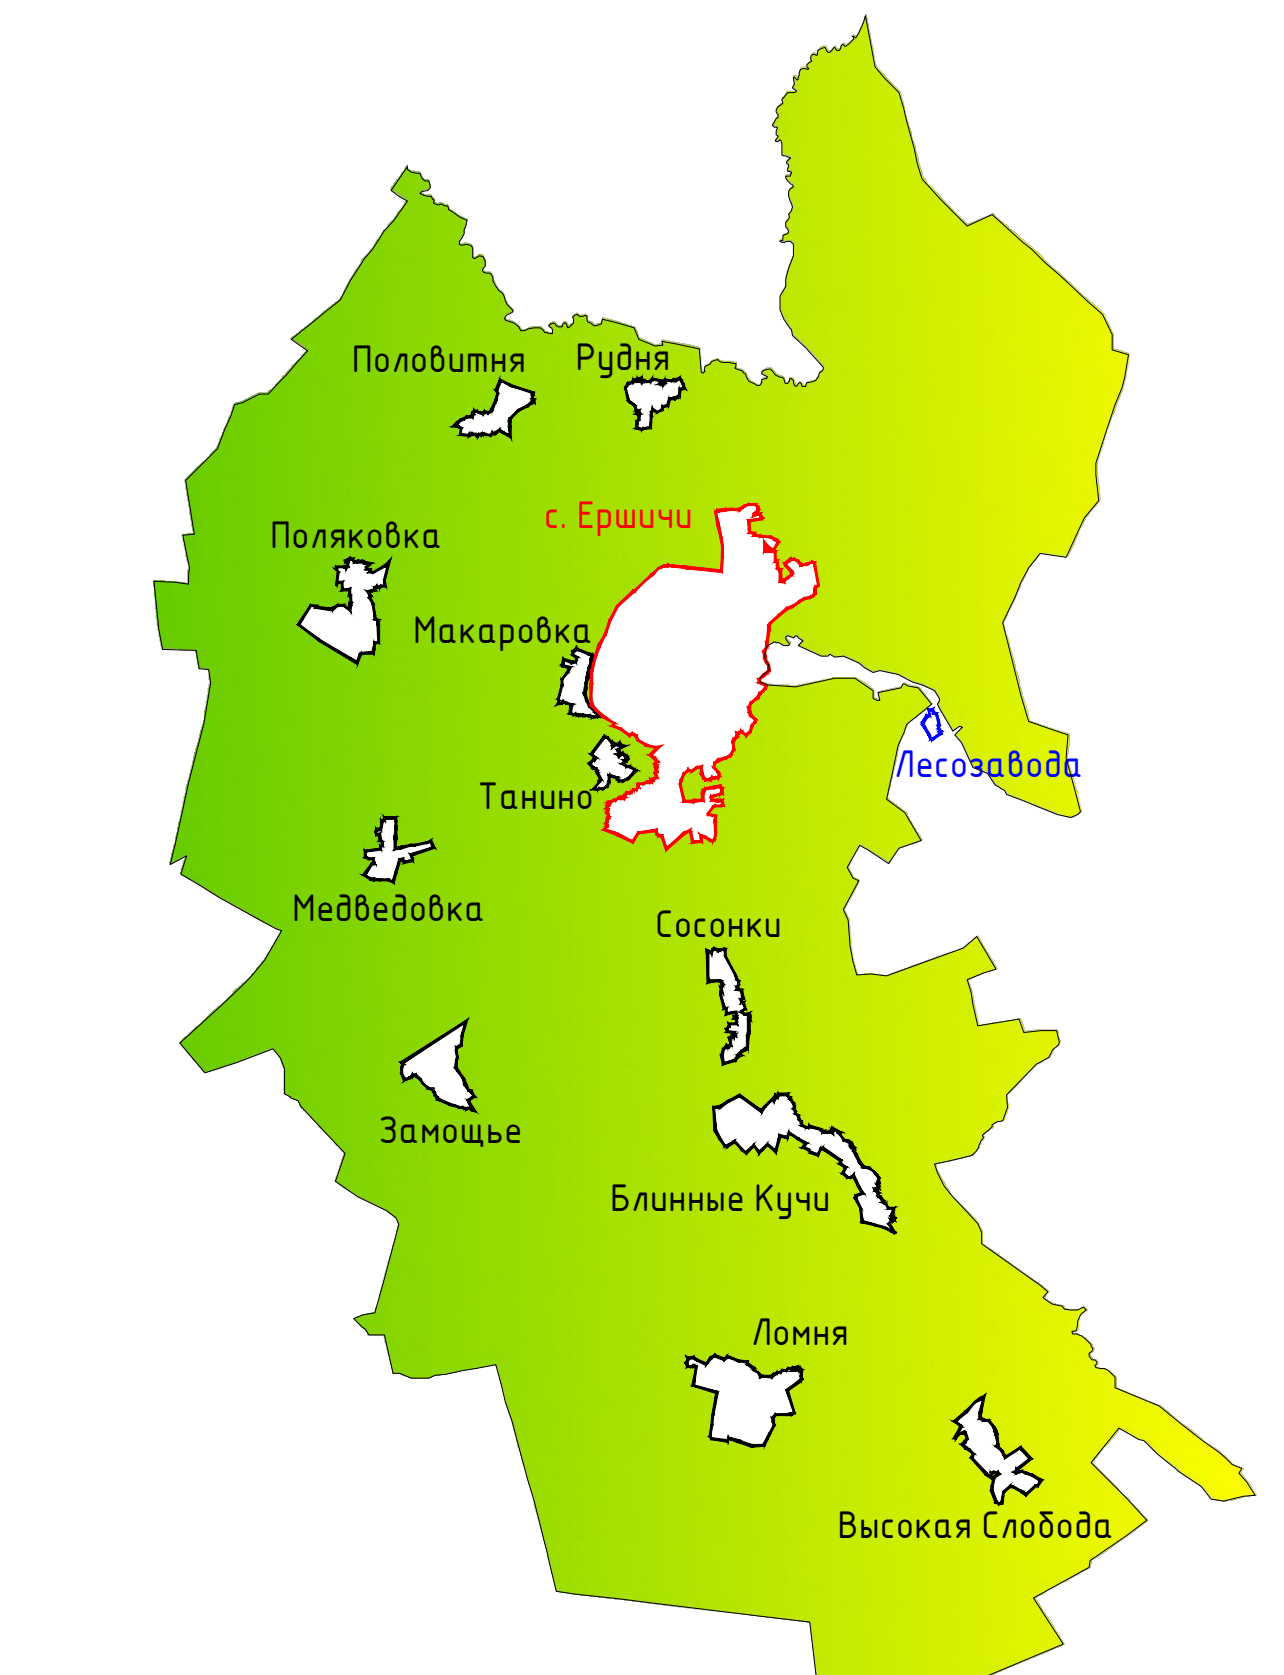 Половитня
Рудня
с. Ершичи
Поляковка
Макаровка
Лесозавода
Танино
Медведовка
Сосонки
Замощье
Блинные Кучи
Ломня
Высокая Слобода